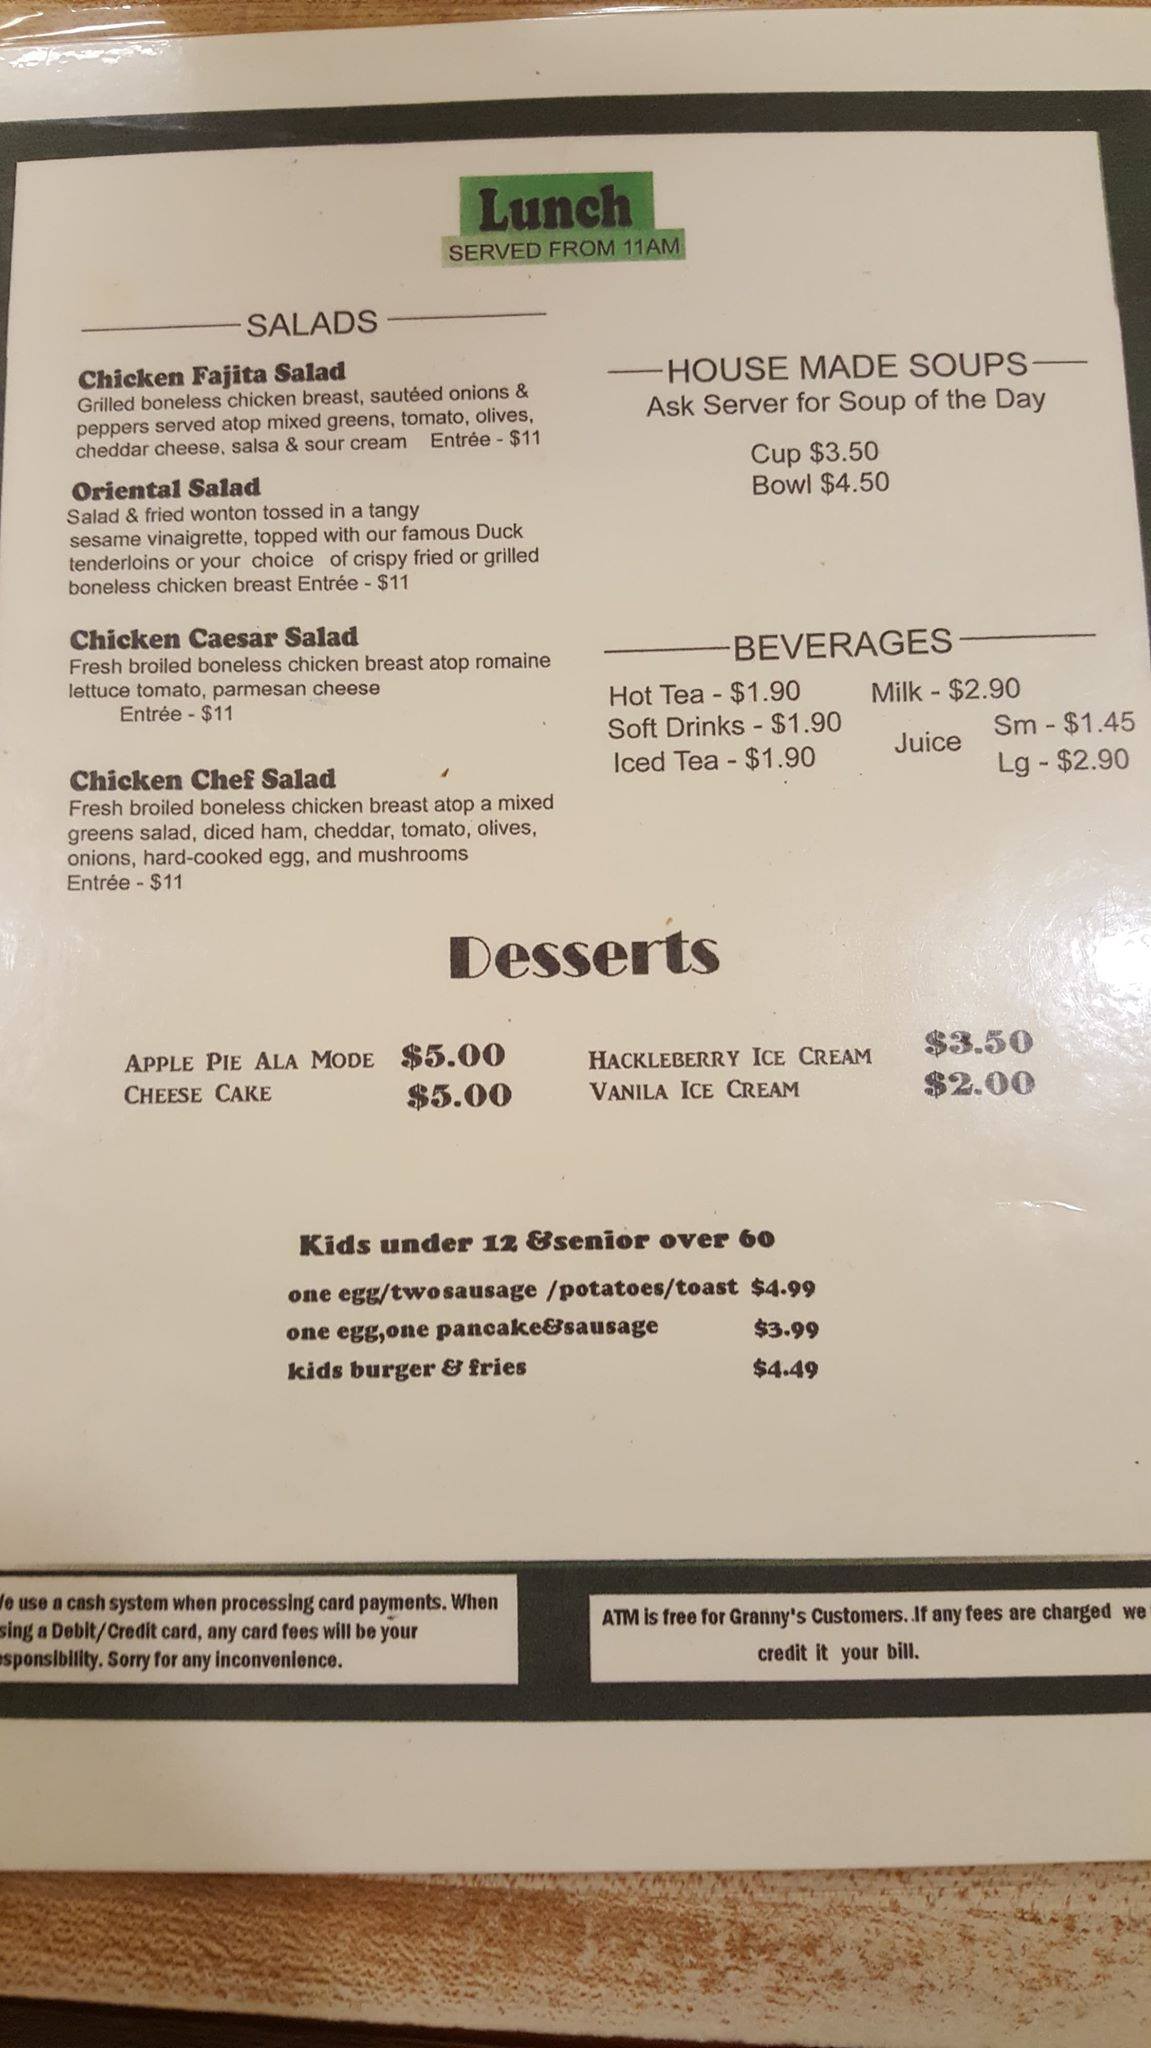 Lunch
SERVED FROM 11AM
SALADS
Chicken Fajita Salad
Grilled boneless chicken breast, sautéed onions &
peppers served atop mixed greens, tomato, olives,
cheddar cheese, salsa & sour cream Entrée - $11
Oriental Salad
Salad & fried wonton tossed in a tangy
sesame vinaigrette, topped with our famous Duck
tenderloins or your choice of crispy fried or grilled
boneless chicken breast Entrée - $11
Chicken Caesar Salad
Fresh broiled boneless chicken breast atop romaine
lettuce tomato, parmesan cheese
Entrée - $11
Chicken Chef Salad
Fresh broiled boneless chicken breast atop a mixed
greens salad, diced ham, cheddar, tomato, olives,
onions, hard-cooked egg, and mushrooms
Entrée - $11
HOUSE MADE SOUPS
Ask Server for Soup of the Day
Cup $3.50
Bowl $4.50
BEVERAGES
Hot Tea - $1.90 Milk - $2.90
Soft Drinks - $1.90 Juice Sm - $1.45
Iced Tea - $1.90 Lg - $2.90
Desserts
APPLE PIE ALA MODE $5.00
CHEESE CAKE $5.00
HACKLEBERRY ICE CREAM $3.50
VANILA ICE CREAM $2.00
Kids under 12 &senior over 60
one egg/twosausage /potatoes/toast $4.99
one egg,one pancake&sausage $3.99
kids burger & fries $4.49
use a cash system when processing card payments. When
a Debit/Credit card, any card fees will be your
Sorry for any inconvenience.
ATM is free for Granny's Customers. .If any fees are charged we
credit it your bill.